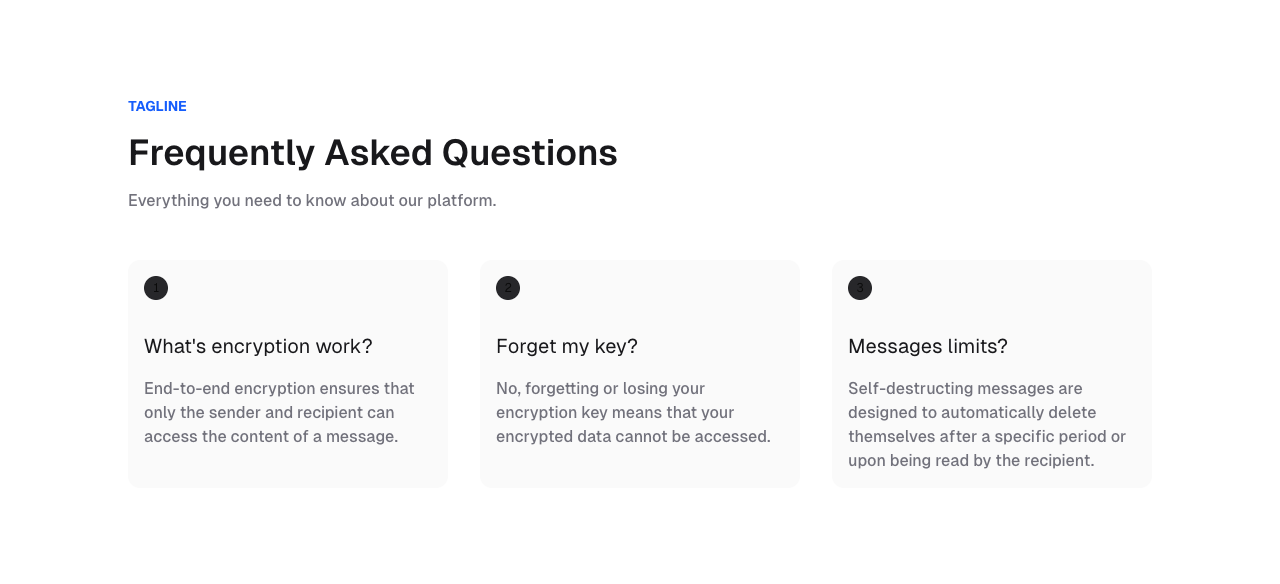 TAGLINE
Frequently Asked Questions
Everything you need to know about our platform.
1
What's encryption work?
End-to-end encryption ensures that
only the sender and recipient can
access the content of a message.
2
Forget my key?
No, forgetting or losing your
encryption key means that your
encrypted data cannot be accessed.
3
Messages limits?
Self-destructing messages are
designed to automatically delete
themselves after a specific period or
upon being read by the recipient.